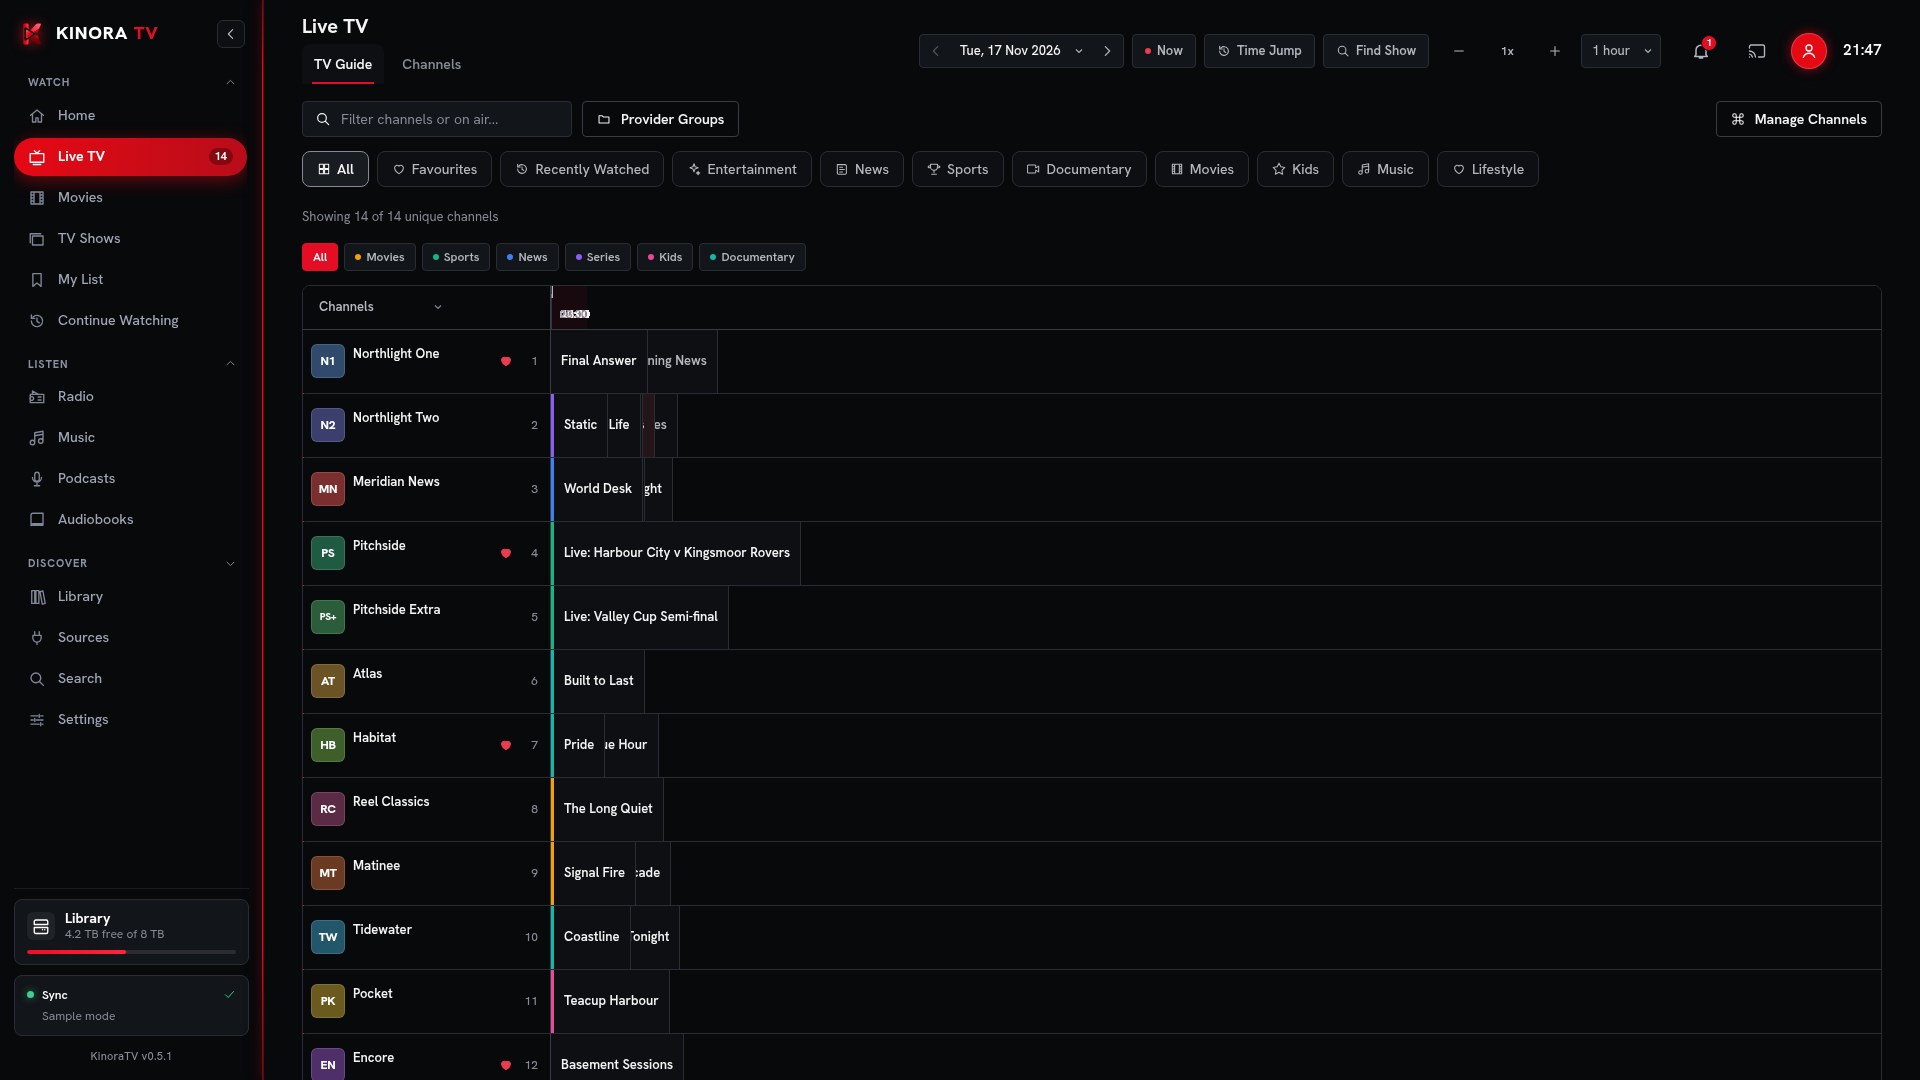 KINORA TV
WATCH
Home
Live TV
14
Movies
TV Shows
My List
Continue Watching
LISTEN
Radio
Music
Podcasts
Audiobooks
DISCOVER
Library
Sources
Search
Settings
Library
4.2 TB free of 8 TB
Sync
Sample mode
KinoraTV v0.5.1
Live TV
TV Guide
Channels
Tue, 17 Nov 2026
Now
Time Jump
Find Show
1x
1 hour
1
21:47
Filter channels or on air...
Provider Groups
Manage Channels
All
Favourites
Recently Watched
Entertainment
News
Sports
Documentary
Movies
Kids
Music
Lifestyle
Showing 14 of 14 unique channels
All
Movies
Sports
News
Series
Kids
Documentary
Channels
N1 Northlight One 1 Final Answer ning News
N2 Northlight Two 2 Static Life es
MN Meridian News 3 World Desk ght
PS Pitchside 4 Live: Harbour City v Kingsmoor Rovers
PS+ Pitchside Extra 5 Live: Valley Cup Semi-final
AT Atlas 6 Built to Last
HB Habitat 7 Pride ue Hour
RC Reel Classics 8 The Long Quiet
MT Matinee 9 Signal Fire cade
TW Tidewater 10 Coastline Tonight
PK Pocket 11 Teacup Harbour
EN Encore 12 Basement Sessions